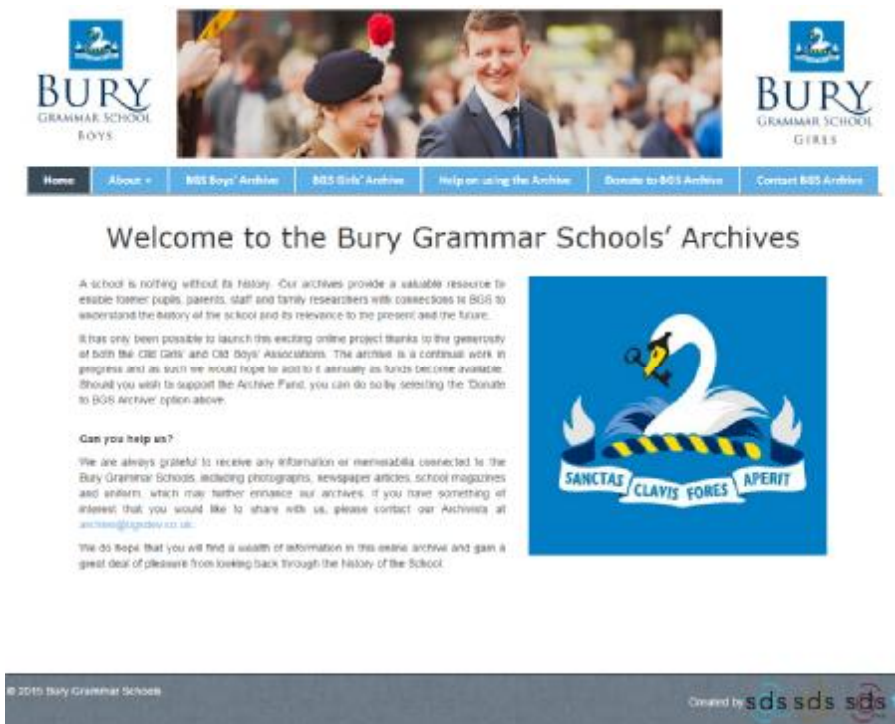 BURY
GRAMMAR SCHOOL
BOYS
BURY
GRAMMAR SCHOOL
GIRLS
Home
About
BGS Boys' Archive
BGS Girls' Archive
Help on using the Archive
Donate to BGS Archive
Contact BGS Archive
Welcome to the Bury Grammar Schools' Archives
A school is nothing without its history. Our archives provide a valuable resource to
enable former pupils, parents, staff and family researchers with connections to BGS to
understand the history of the school and its relevance to the present and the future.
It has only been possible to launch this exciting online project thanks to the generosity
of both the Old Girls' and Old Boys' Associations. The archive is a continual work in
progress and as such we would hope to add to it annually as funds become available.
Should you wish to support the Archive Fund, you can do so by selecting the 'Donate
to BGS Archive' option above.
Can you help us?
We are always grateful to receive any information or memorabilia connected to the
Bury Grammar Schools, including photographs, newspaper articles, school magazines
and uniform, which may further enhance our archives. If you have something of
interest that you would like to share with us, please contact our Archivists at
We do hope that you will find a wealth of information in this online archive and gain a
great deal of pleasure from looking back through the history of the School.
SANCTAS CLAVIS FORES APERIT
© 2015 Bury Grammar Schools
Created by sds sds sds